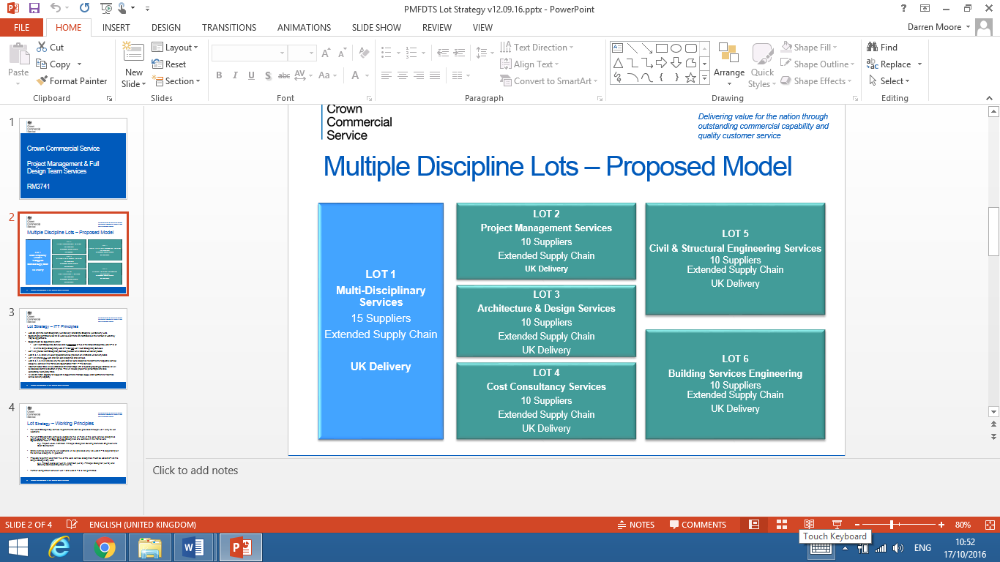 PMFDTS Lot Strategy v12.09.16.pptx - PowerPoint
FILE
HOME
INSERT
DESIGN
TRANSITIONS
ANIMATIONS
SLIDE SHOW
REVIEW
VIEW
Darren Moore
Paste
Cut
Copy
Format Painter
Clipboard
New
Slide
Layout
Reset
Section
Slides
B I U S abc AV Aa A
Font
Text Direction
Align Text
Convert to SmartArt
Paragraph
Arrange
Quick
Styles
Shape Fill
Shape Outline
Shape Effects
Drawing
Find
Replace
Select
Editing
1
Crown Commercial Service
Project Management & Full
Design Team Services
RM3741
2
Multiple Discipline Lots – Proposed Model
3
Lot Strategy – ITT Principles
4
Lot Strategy – Working Principles
Crown
Commercial
Service
Delivering value for the nation through
outstanding commercial capability and
quality customer service
Multiple Discipline Lots – Proposed Model
LOT 1
Multi-Disciplinary
Services
15 Suppliers
Extended Supply Chain
UK Delivery
LOT 2
Project Management Services
10 Suppliers
Extended Supply Chain
UK Delivery
LOT 3
Architecture & Design Services
10 Suppliers
Extended Supply Chain
UK Delivery
LOT 4
Cost Consultancy Services
10 Suppliers
Extended Supply Chain
UK Delivery
LOT 5
Civil & Structural Engineering Services
10 Suppliers
Extended Supply Chain
UK Delivery
LOT 6
Building Services Engineering
10 Suppliers
Extended Supply Chain
UK Delivery
Click to add notes
SLIDE 2 OF 4
ENGLISH (UNITED KINGDOM)
NOTES
COMMENTS
80%
Touch Keyboard
ENG
10:52
17/10/2016